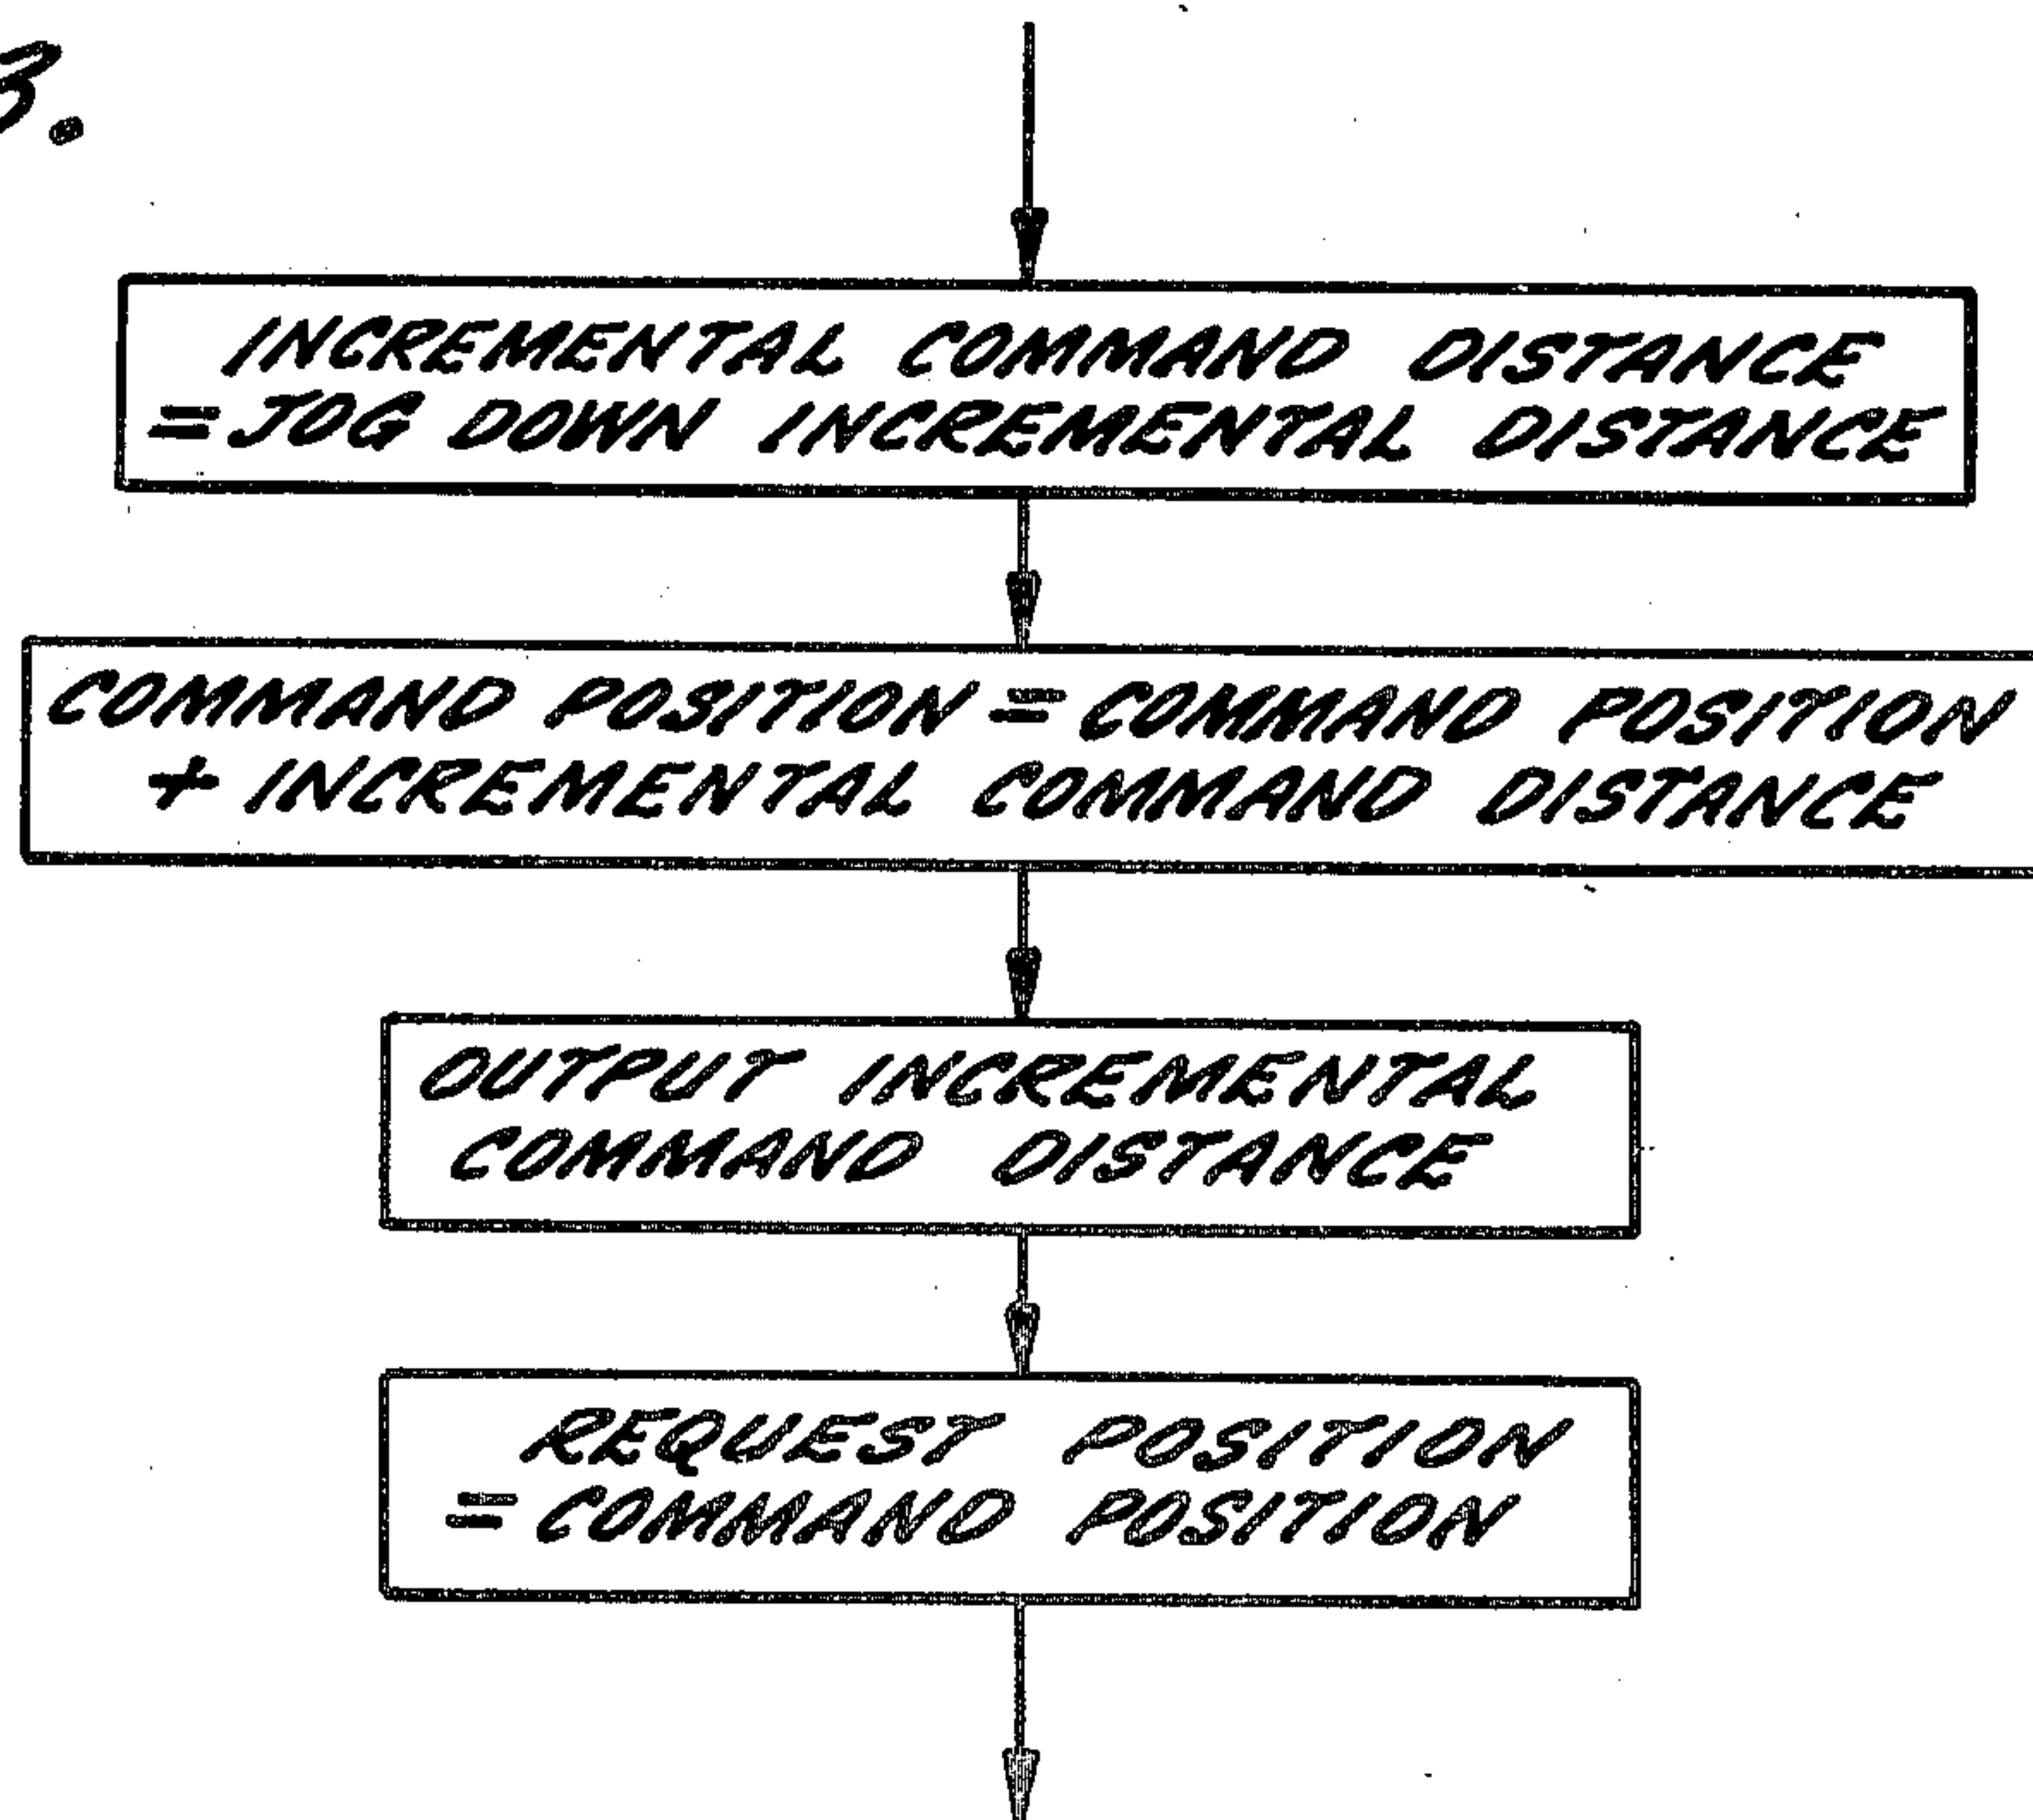 3.
INCREMENTAL COMMAND DISTANCE
= JOG DOWN INCREMENTAL DISTANCE
COMMAND POSITION = COMMAND POSITION
+ INCREMENTAL COMMAND DISTANCE
OUTPUT INCREMENTAL
COMMAND DISTANCE
REQUEST POSITION
= COMMAND POSITION